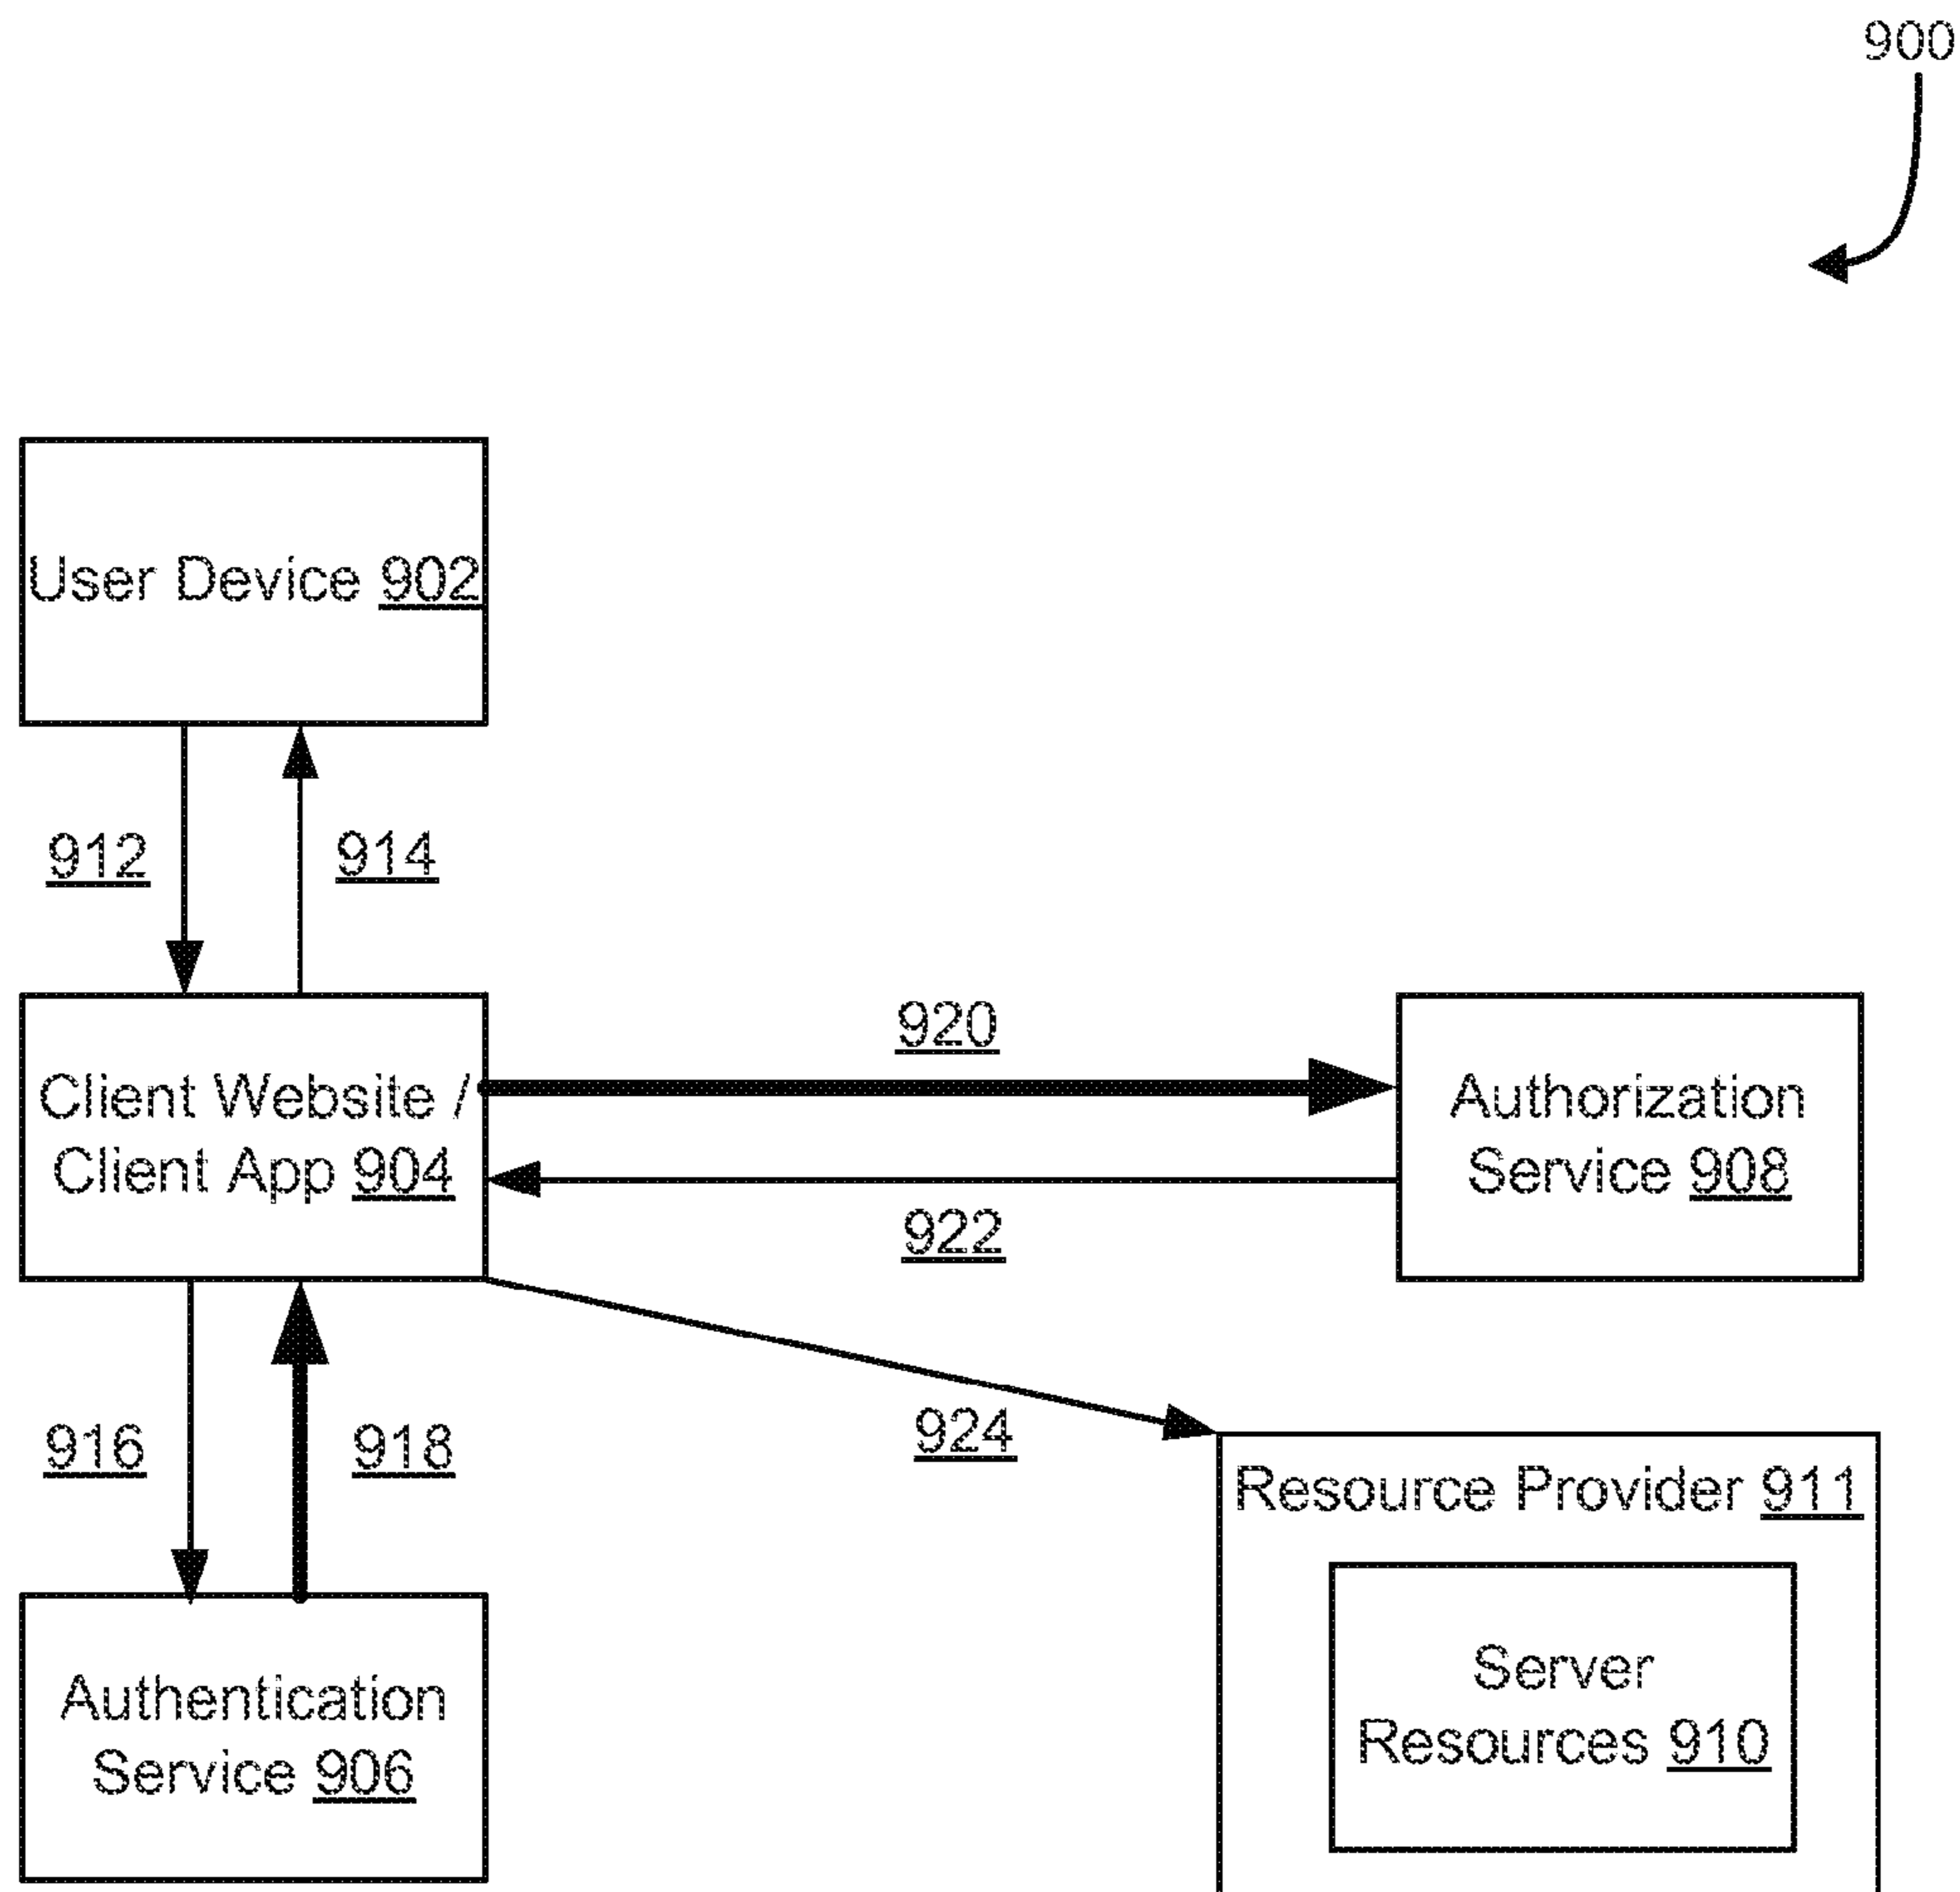 900
User Device 902
912
914
920
Client Website /
Client App 904
Authorization
Service 908
922
916
918
924
Resource Provider 911
Server
Resources 910
Authentication
Service 906